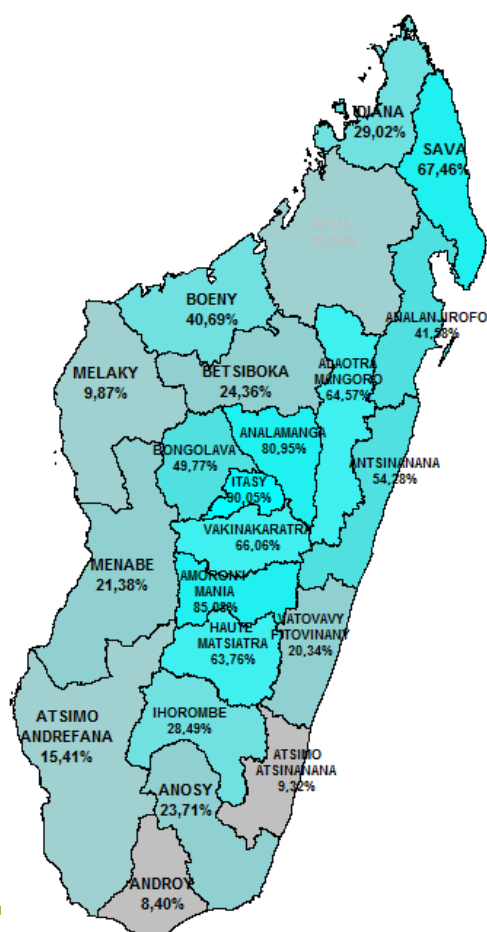 DIANA
29,02%
SAVA
67,46%
SOFIA
BOENY
40,69%
ANALANJIROFO
41,58%
MELAKY
9,87%
BETSIBOKA
24,36%
ALAOTRA
MANGORO
64,57%
BONGOLAVA
49,77%
ANALAMANGA
80,95%
ANTSINANANA
54,28%
ITASY
90,05%
VAKINAKARATRA
66,06%
MENABE
21,38%
AMORON'I
MANIA
85,08%
VATOVAVY
FITOVINANY
20,34%
HAUTE
MATSIATRA
63,76%
ATSIMO
ANDREFANA
15,41%
IHOROMBE
28,49%
ATSIMO
ATSINANANA
9,32%
ANOSY
23,71%
ANDROY
8,40%